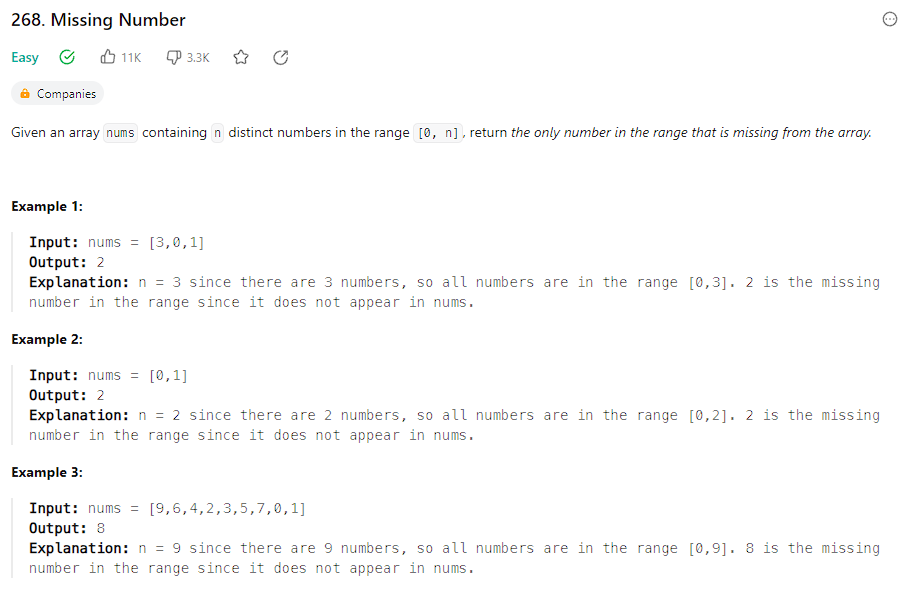 268. Missing Number
Easy 11K 3.3K
Companies
Given an array nums containing n distinct numbers in the range [0, n], return the only number in the range that is missing from the array.
Example 1:
Input: nums = [3,0,1]
Output: 2
Explanation: n = 3 since there are 3 numbers, so all numbers are in the range [0,3]. 2 is the missing
number in the range since it does not appear in nums.
Example 2:
Input: nums = [0,1]
Output: 2
Explanation: n = 2 since there are 2 numbers, so all numbers are in the range [0,2]. 2 is the missing
number in the range since it does not appear in nums.
Example 3:
Input: nums = [9,6,4,2,3,5,7,0,1]
Output: 8
Explanation: n = 9 since there are 9 numbers, so all numbers are in the range [0,9]. 8 is the missing
number in the range since it does not appear in nums.